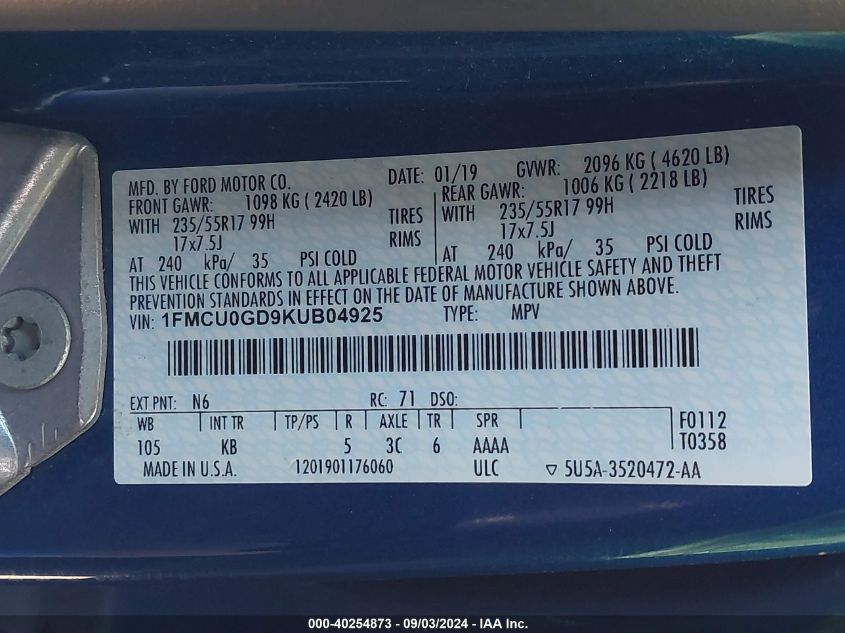 MFD. BY FORD MOTOR CO. DATE: 01/19 GVWR: 2096 KG ( 4620 LB)
FRONT GAWR: 1098 KG ( 2420 LB) REAR GAWR: 1006 KG ( 2218 LB)
WITH 235/55R17 99H TIRES WITH 235/55R17 99H TIRES
17x7.5J RIMS 17x7.5J RIMS
AT 240 kPa/ 35 PSI COLD AT 240 kPa/ 35 PSI COLD
THIS VEHICLE CONFORMS TO ALL APPLICABLE FEDERAL MOTOR VEHICLE SAFETY AND THEFT
PREVENTION STANDARDS IN EFFECT ON THE DATE OF MANUFACTURE SHOWN ABOVE.
VIN: 1FMCU0GD9KUB04925 TYPE: MPV
EXT PNT: N6 RC: 71 DSO:
WB INT TR TP/PS R AXLE TR SPR F0112
105 KB 5 3C 6 AAAA T0358
MADE IN U.S.A. 1201901176060 ULC ▽ 5U5A-3520472-AA
000-40254873 - 09/03/2024 - IAA Inc.